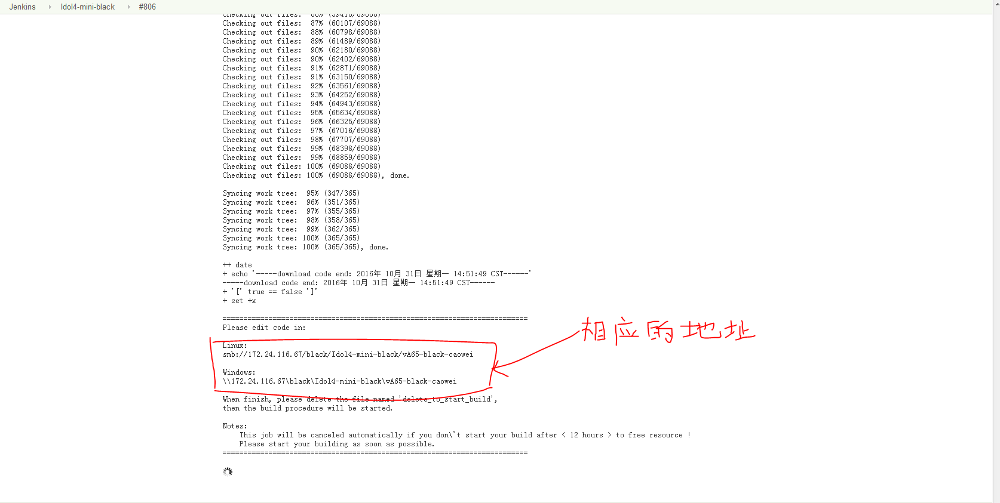 Jenkins Idol4-mini-black #806
Checking out files: 86% (59416/69088)
Checking out files: 87% (60107/69088)
Checking out files: 88% (60798/69088)
Checking out files: 89% (61489/69088)
Checking out files: 90% (62180/69088)
Checking out files: 90% (62402/69088)
Checking out files: 91% (62871/69088)
Checking out files: 91% (63150/69088)
Checking out files: 92% (63561/69088)
Checking out files: 93% (64252/69088)
Checking out files: 94% (64943/69088)
Checking out files: 95% (65634/69088)
Checking out files: 96% (66325/69088)
Checking out files: 97% (67016/69088)
Checking out files: 98% (67707/69088)
Checking out files: 99% (68398/69088)
Checking out files: 99% (68859/69088)
Checking out files: 100% (69088/69088)
Checking out files: 100% (69088/69088), done.
Syncing work tree: 95% (347/365)
Syncing work tree: 96% (351/365)
Syncing work tree: 97% (355/365)
Syncing work tree: 98% (358/365)
Syncing work tree: 99% (362/365)
Syncing work tree: 100% (365/365)
Syncing work tree: 100% (365/365), done.
++ date
+ echo '-----download code end: 2016年 10月 31日 星期一 14:51:49 CST------'
-----download code end: 2016年 10月 31日 星期一 14:51:49 CST------
+ '[' true == false ']'
+ set +x
=========================================================================
Please edit code in:
相应的地址
Linux:
smb://172.24.116.67/black/Idol4-mini-black/vA65-black-caowei
Windows:
\\172.24.116.67\black\Idol4-mini-black\vA65-black-caowei
When finish, please delete the file named 'delete_to_start_build',
then the build procedure will be started.
Notes:
This job will be canceled automatically if you don\'t start your build after < 12 hours > to free resource !
Please start your building as soon as possible.
=========================================================================